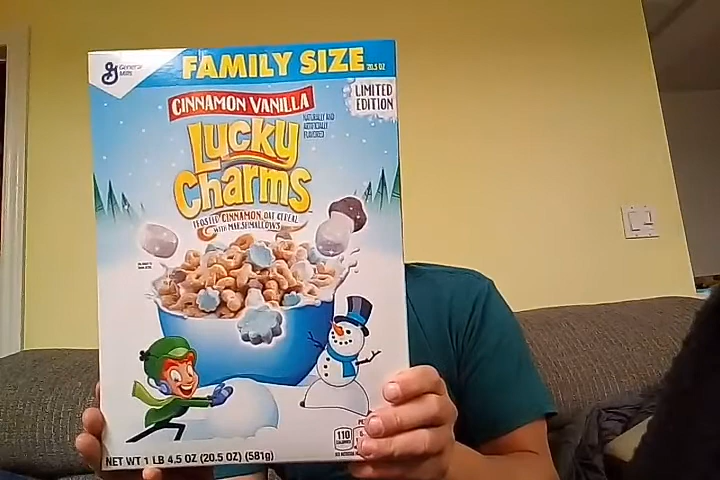 General
Mills
FAMILY SIZE 20.5 OZ
LIMITED
EDITION
CINNAMON VANILLA
NATURALLY AND
ARTIFICIALLY
FLAVORED
Lucky
Charms
FROSTED CINNAMON OAT CEREAL
WITH MARSHMALLOWS
110
CALORIES
NET WT 1 LB 4.5 OZ (20.5 OZ) (581g)